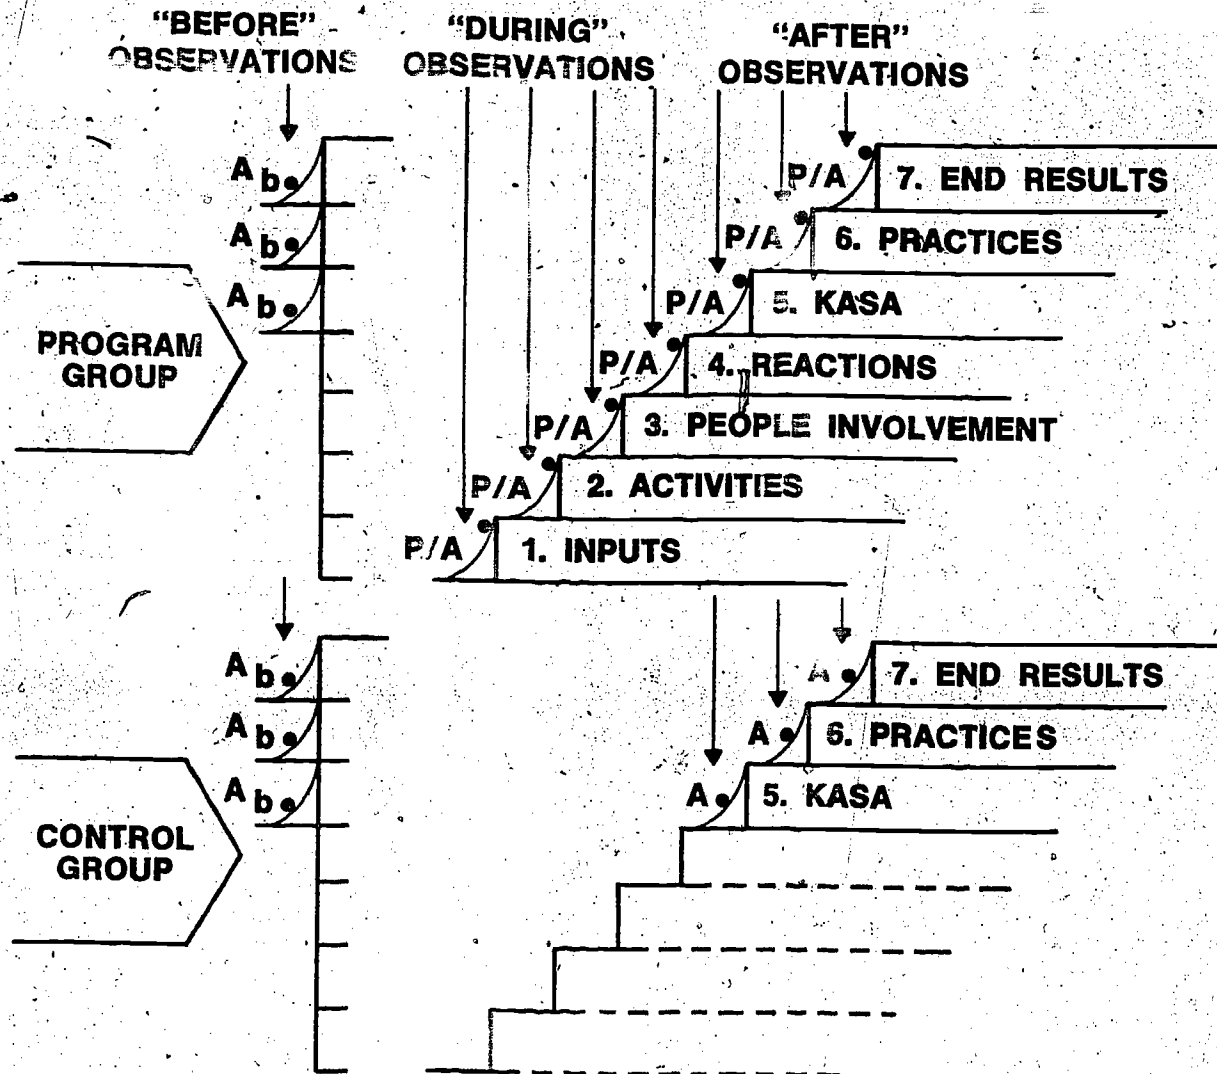 “BEFORE”
OBSERVATIONS
“DURING”
OBSERVATIONS
“AFTER”
OBSERVATIONS
A b
A b
A b
PROGRAM
GROUP
P/A 7. END RESULTS
P/A 6. PRACTICES
P/A 5. KASA
P/A 4. REACTIONS
P/A 3. PEOPLE INVOLVEMENT
P/A 2. ACTIVITIES
P/A 1. INPUTS
A b
A b
A b
CONTROL
GROUP
A 7. END RESULTS
A 6. PRACTICES
A 5. KASA